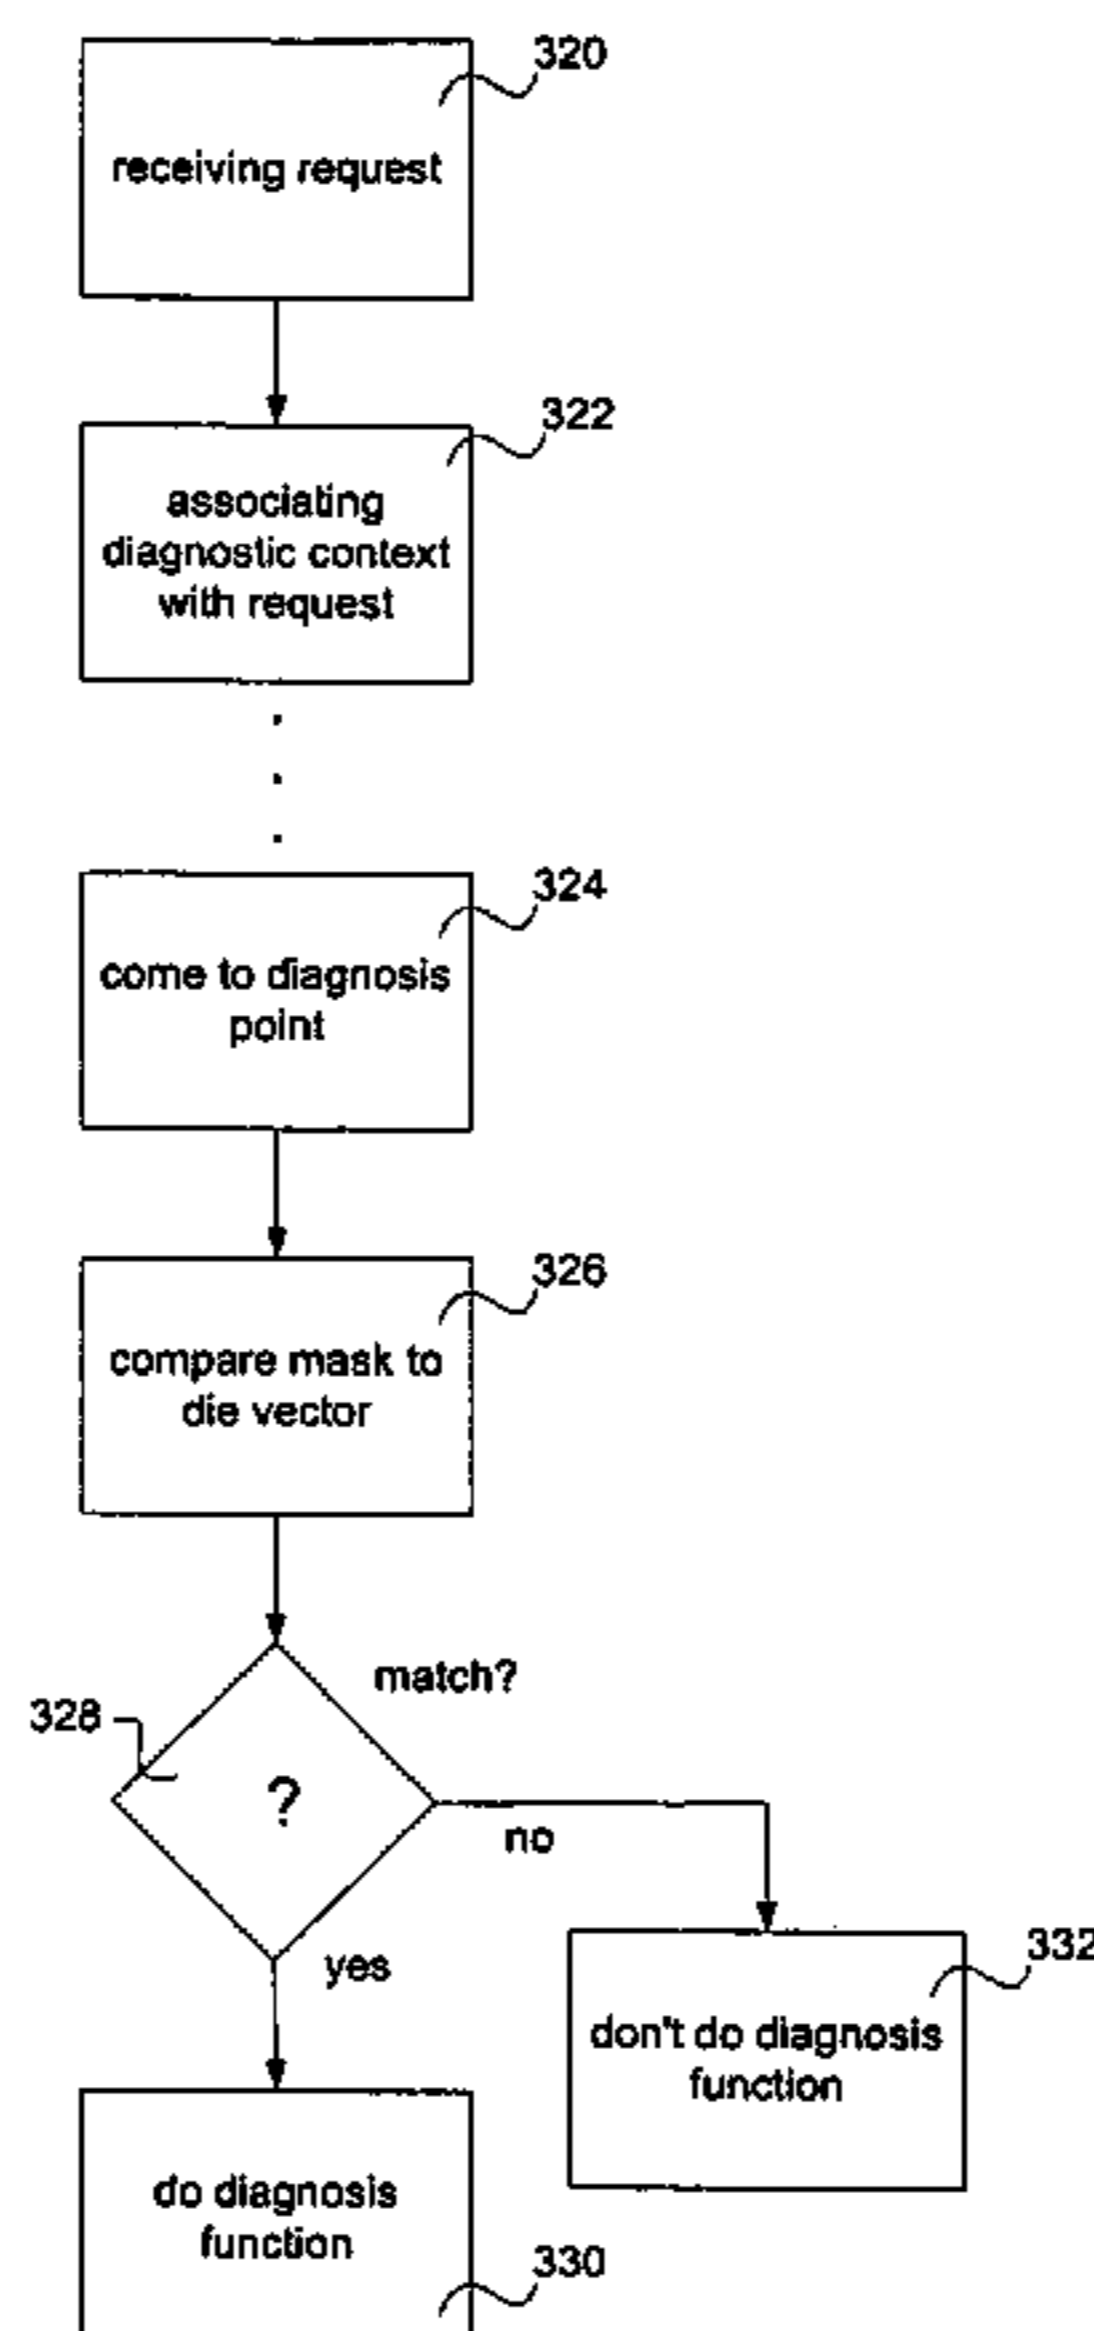 320
receiving request
322
associating
diagnostic context
with request
324
come to diagnosis
point
326
compare mask to
die vector
match?
328
?
no
yes
332
don't do diagnosis
function
do diagnosis
function
330